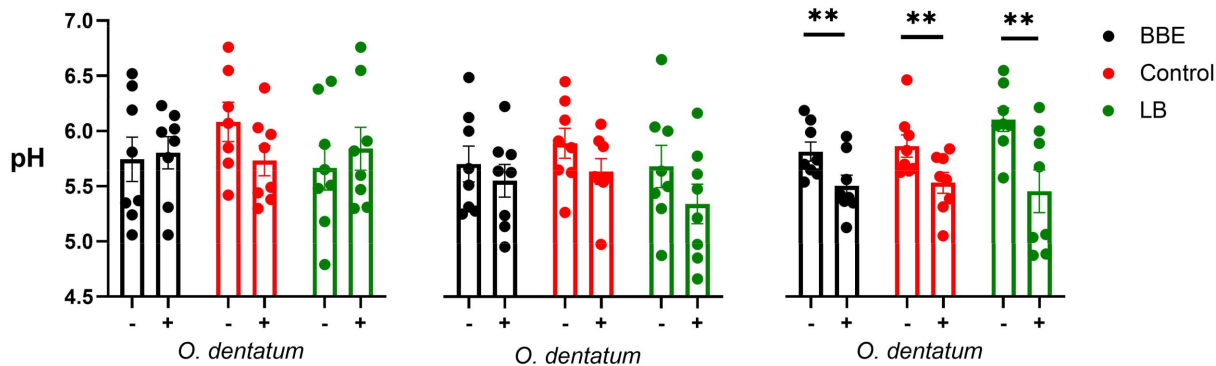 pH
7.0
6.5
6.0
5.5
5.0
4.5
- + - + - +
O. dentatum
- + - + - +
O. dentatum
** ** **
- + - + - +
O. dentatum
BBE
Control
LB